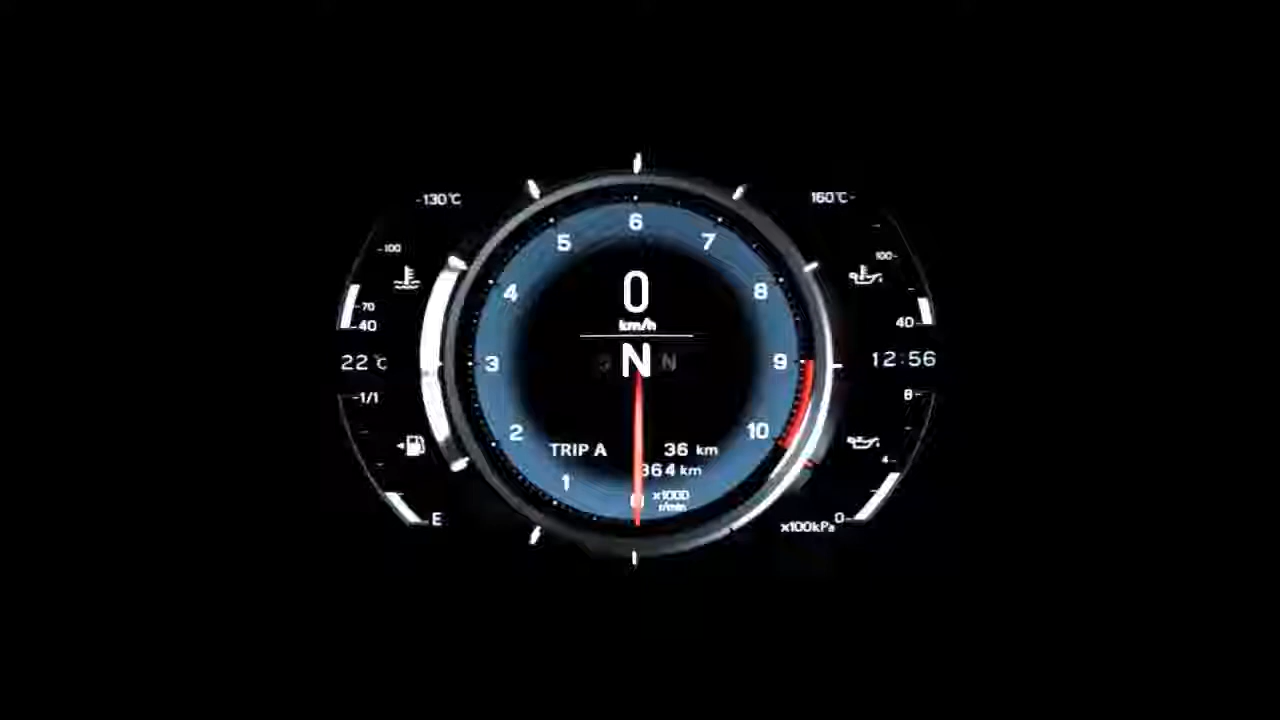 -130℃
160℃-
-100
100-
6
5
7
4
8
0
km/h
-70
-40
40-
22℃
3
N
N
9
12:56
-1/1
8-
2
10
TRIP A
36 km
364 km
4-
1
0
x1000
r/min
E
0-
x100kPa